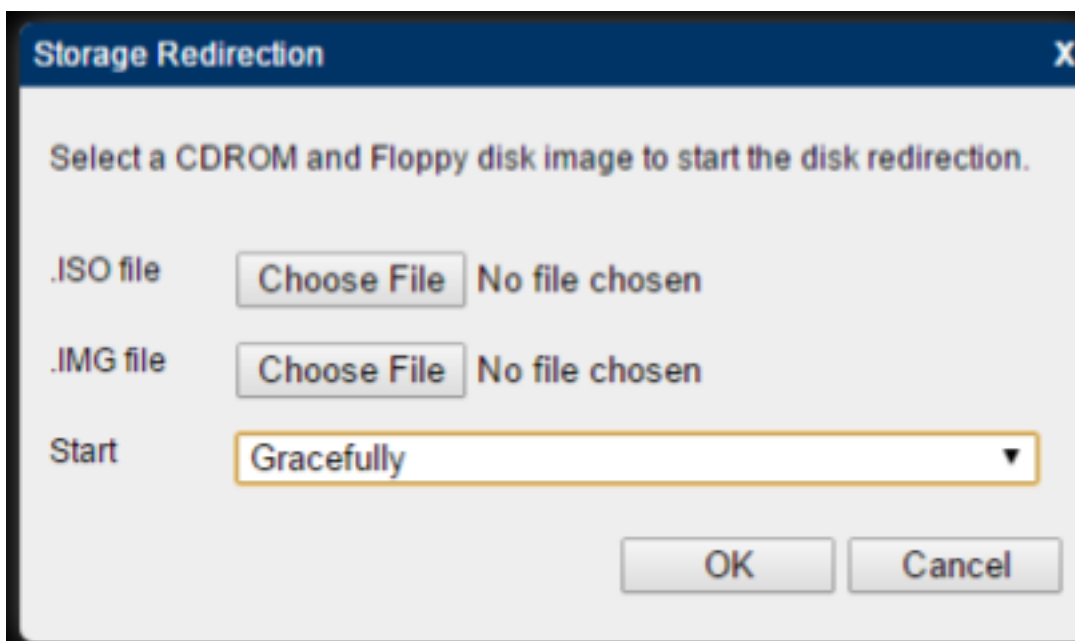 Storage Redirection X
Select a CDROM and Floppy disk image to start the disk redirection.
.ISO file Choose File No file chosen
.IMG file Choose File No file chosen
Start Gracefully ▼
OK Cancel